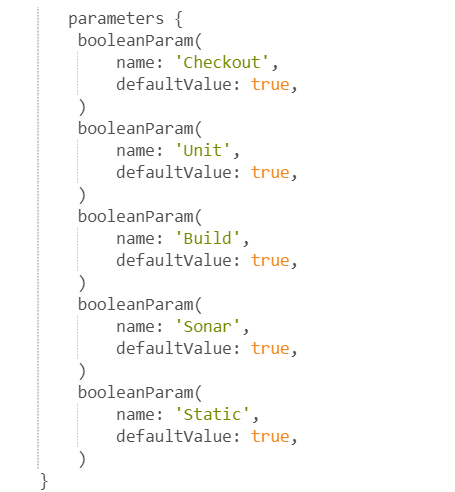 parameters {
booleanParam(
name: 'Checkout',
defaultValue: true,
)
booleanParam(
name: 'Unit',
defaultValue: true,
)
booleanParam(
name: 'Build',
defaultValue: true,
)
booleanParam(
name: 'Sonar',
defaultValue: true,
)
booleanParam(
name: 'Static',
defaultValue: true,
)
}